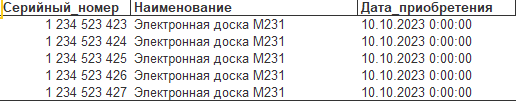 Серийный_номер Наименование Дата_приобретения
1 234 523 423 Электронная доска М231 10.10.2023 0:00:00
1 234 523 424 Электронная доска М231 10.10.2023 0:00:00
1 234 523 425 Электронная доска М231 10.10.2023 0:00:00
1 234 523 426 Электронная доска М231 10.10.2023 0:00:00
1 234 523 427 Электронная доска М231 10.10.2023 0:00:00